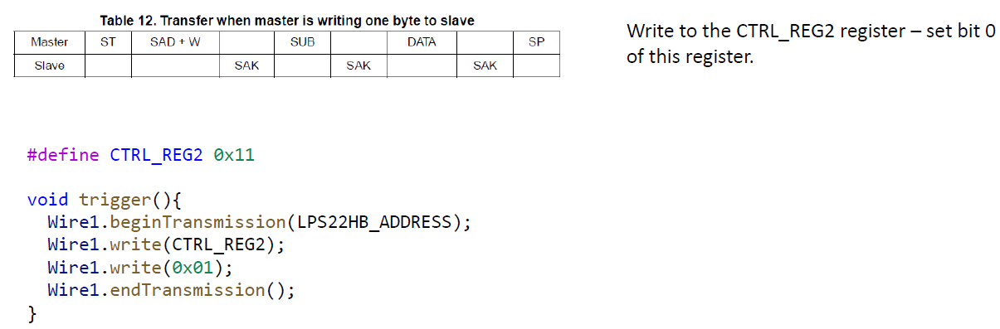 Table 12. Transfer when master is writing one byte to slave
Master ST SAD + W SUB DATA SP
Slave SAK SAK SAK
Write to the CTRL_REG2 register – set bit 0
of this register.
#define CTRL_REG2 0x11
void trigger(){
Wire1.beginTransmission(LPS22HB_ADDRESS);
Wire1.write(CTRL_REG2);
Wire1.write(0x01);
Wire1.endTransmission();
}